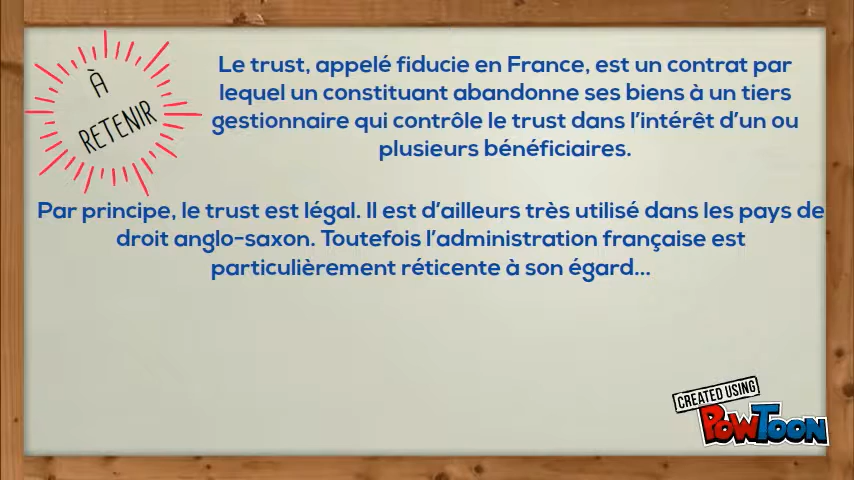 À
RETENIR
Le trust, appelé fiducie en France, est un contrat par
lequel un constituant abandonne ses biens à un tiers
gestionnaire qui contrôle le trust dans l'intérêt d'un ou
plusieurs bénéficiaires.
Par principe, le trust est légal. Il est d'ailleurs très utilisé dans les pays de
droit anglo-saxon. Toutefois l'administration française est
particulièrement réticente à son égard...
CREATED USING
POWTOON